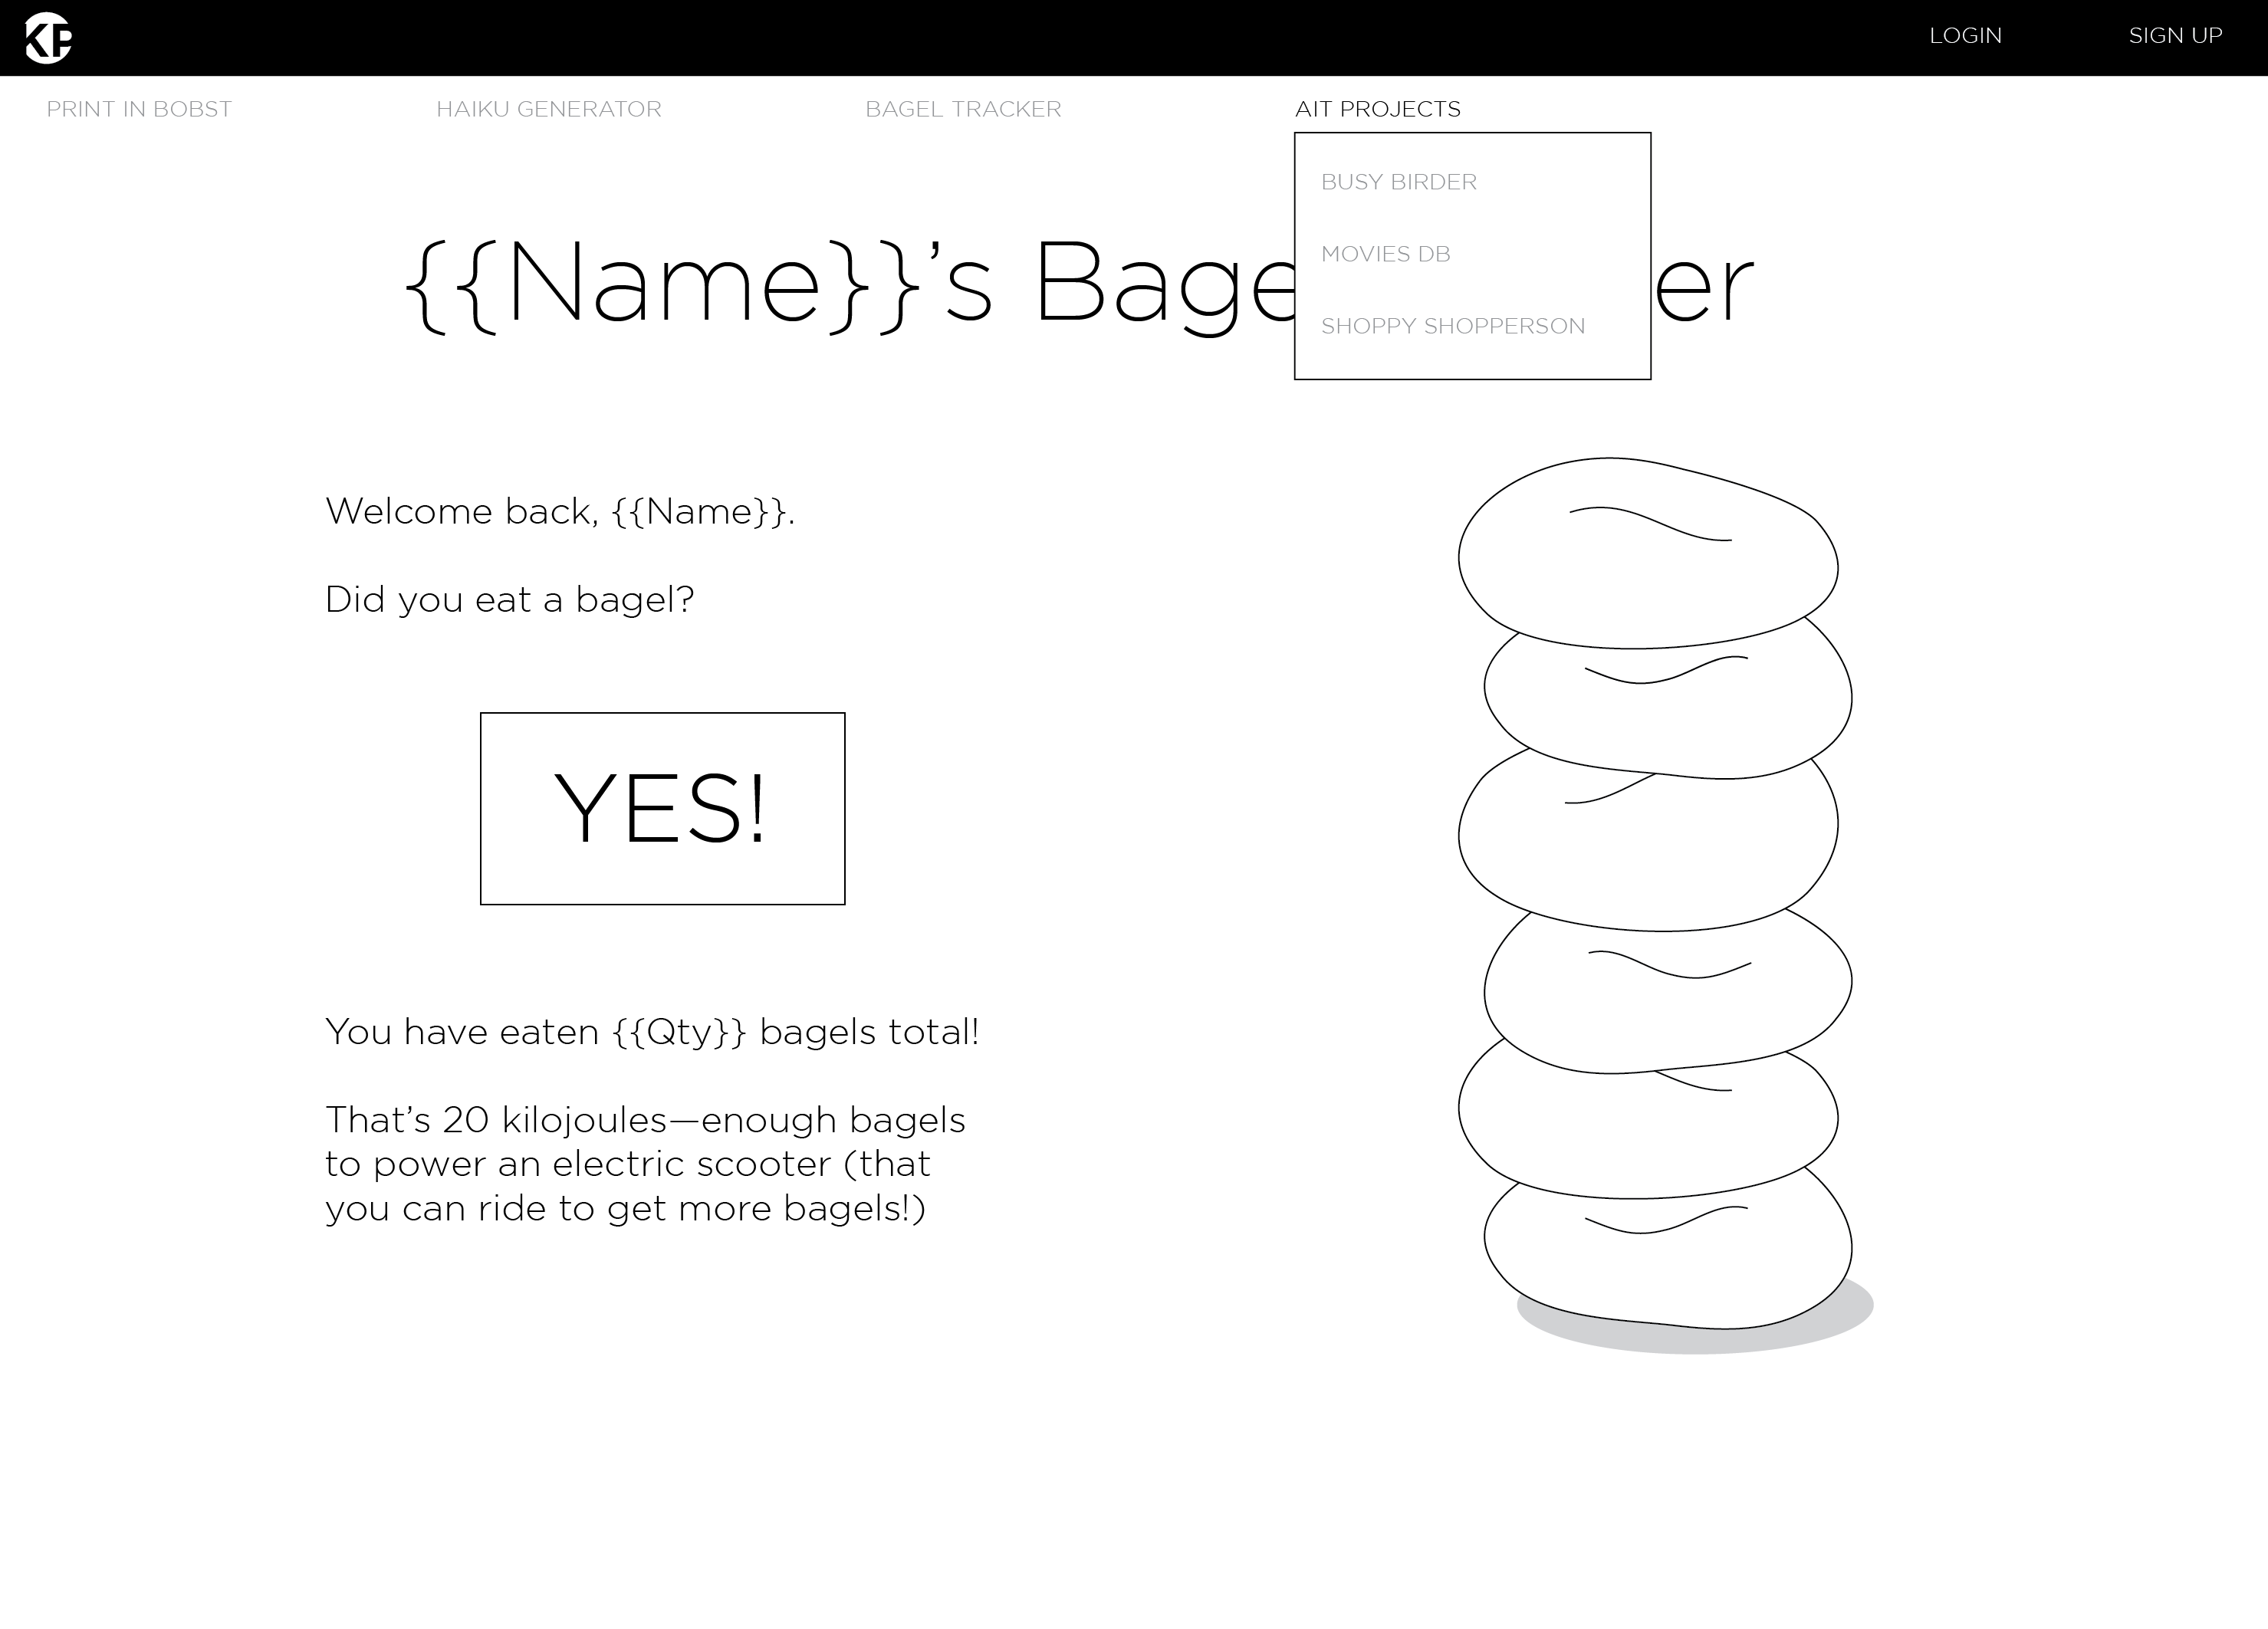 KP
LOGIN
SIGN UP
PRINT IN BOBST
HAIKU GENERATOR
BAGEL TRACKER
AIT PROJECTS
BUSY BIRDER
MOVIES DB
SHOPPY SHOPPERSON
{{Name}}’s Bage er
Welcome back, {{Name}}.
Did you eat a bagel?
YES!
You have eaten {{Qty}} bagels total!
That’s 20 kilojoules—enough bagels
to power an electric scooter (that
you can ride to get more bagels!)